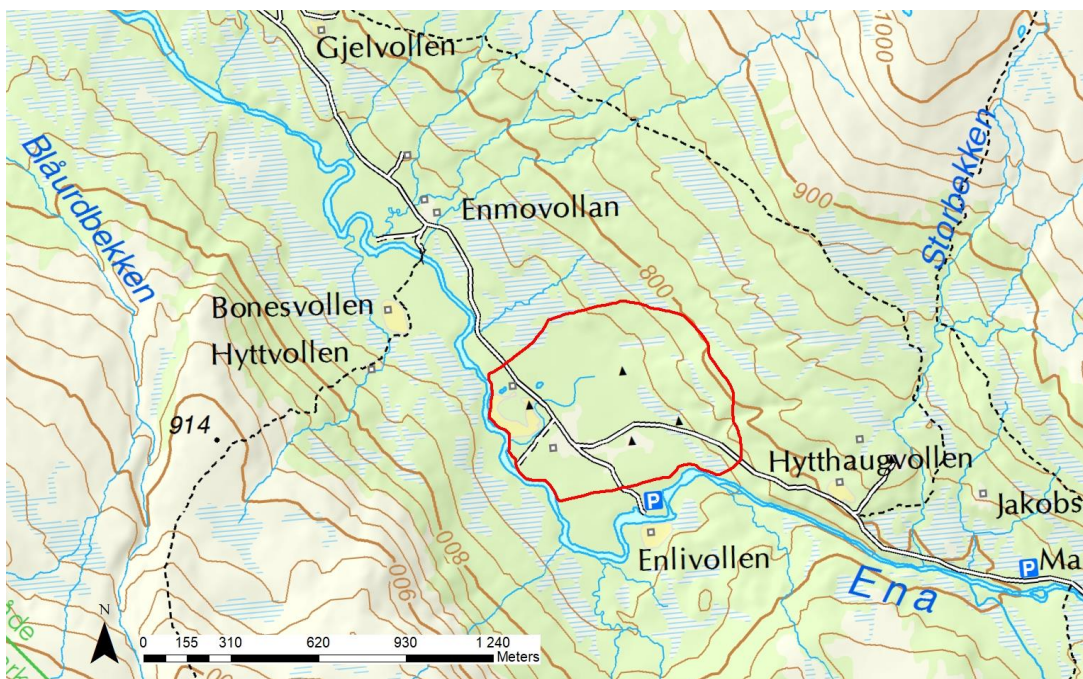 Gjelvollen
1000
Blåurdbekken
900
Storbekken
Enmovollan
800
Bonesvollen
Hyttvollen
914
Hytthaugvollen
Jakobs
P
Enlivollen
800
P
Ma
900
Ena
N
0 155 310 620 930 1 240
Meters